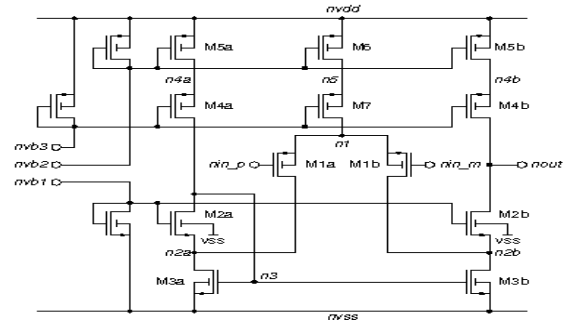 nvdd
M5a
M6
M5b
n4a
n5
n4b
M4a
M7
M4b
nvb3
n1
nvb2
nin_p
M1a
M1b
nin_m
nout
nvb1
M2a
M2b
vss
vss
n2a
n2b
n3
M3a
M3b
nvss